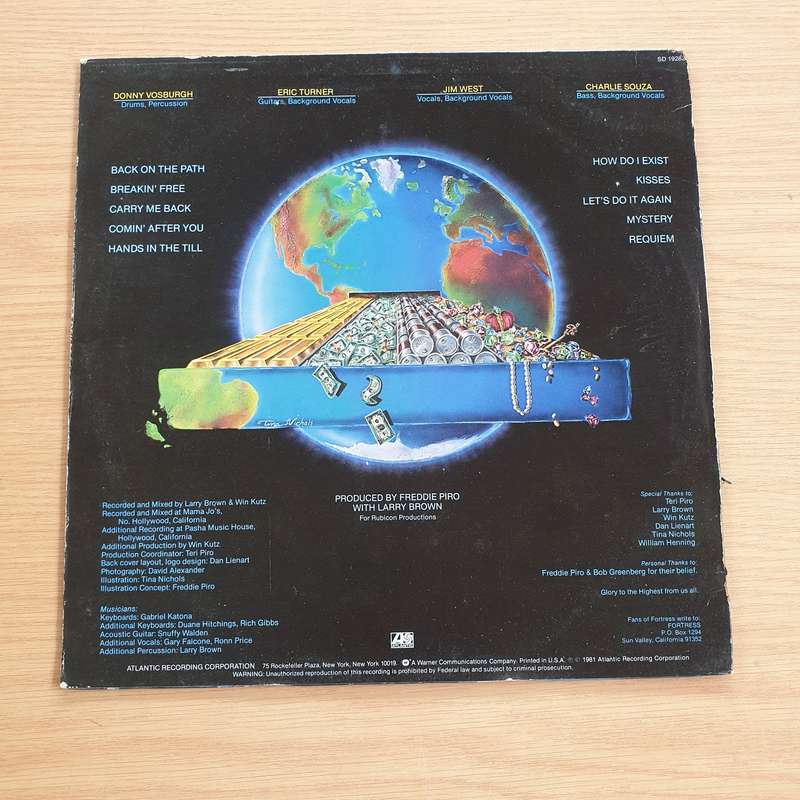 SD 1928
DONNY VOSBURGH
Drums, Percussion
ERIC TURNER
Guitars, Background Vocals
JIM WEST
Vocals, Background Vocals
CHARLIE SOUZA
Bass, Background Vocals
BACK ON THE PATH
BREAKIN' FREE
CARRY ME BACK
COMIN' AFTER YOU
HANDS IN THE TILL
HOW DO I EXIST
KISSES
LET'S DO IT AGAIN
MYSTERY
REQUIEM
Tina Nichols
Recorded and Mixed by Larry Brown & Win Kutz
Recorded and Mixed at Mama Jo's,
No. Hollywood, California
Additional Recording at Pasha Music House,
Hollywood, California
Additional Production by Win Kutz
Production Coordinator: Teri Piro
Back cover layout, logo design: Dan Lienart
Photography: David Alexander
Illustration: Tina Nichols
Illustration Concept: Freddie Piro
Musicians:
Keyboards: Gabriel Katona
Additional Keyboards: Duane Hitchings, Rich Gibbs
Acoustic Guitar: Snuffy Walden
Additional Vocals: Gary Falcone, Ronn Price
Additional Percussion: Larry Brown
PRODUCED BY FREDDIE PIRO
WITH LARRY BROWN
For Rubicon Productions
Special Thanks to:
Teri Piro
Larry Brown
Win Kutz
Dan Lienart
Tina Nichols
William Henning
Personal Thanks to:
Freddie Piro & Bob Greenberg for their belief.
Glory to the Highest from us all.
Fans of Fortress write to:
FORTRESS
P.O. Box 1294
Sun Valley, California 91352
ATLANTIC
ATLANTIC RECORDING CORPORATION 75 Rockefeller Plaza, New York, New York 10019. A Warner Communications Company. Printed in U.S.A. ℗ © 1981 Atlantic Recording Corporation
WARNING: Unauthorized reproduction of this recording is prohibited by Federal law and subject to criminal prosecution.